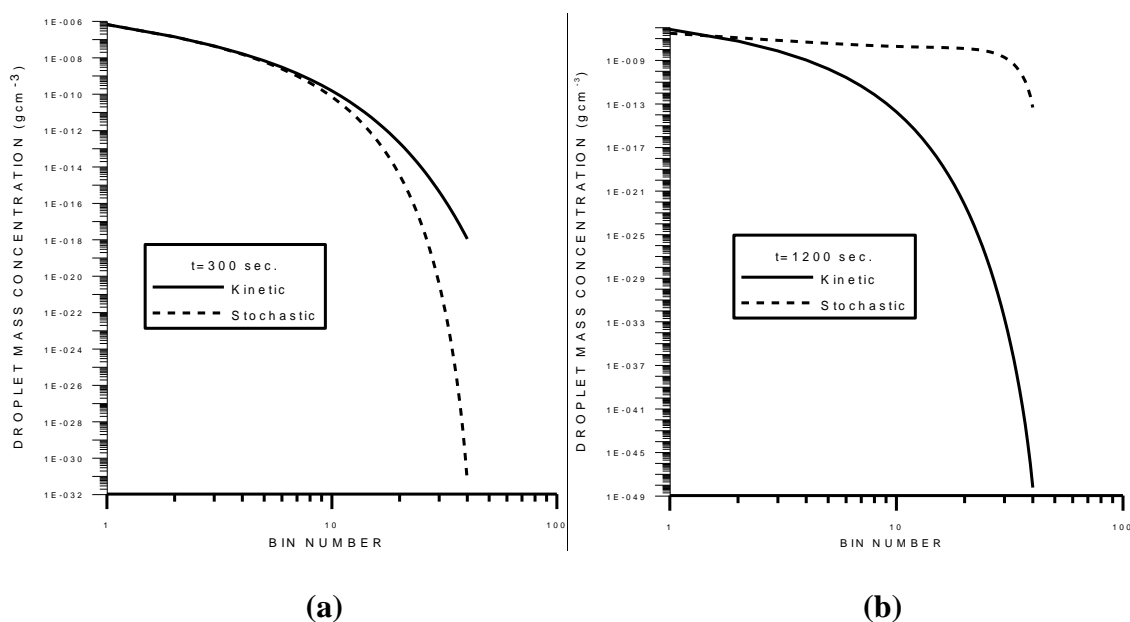 DROPLET MASS CONCENTRATION (gcm-3)
1E-006
1E-008
1E-010
1E-012
1E-014
1E-016
1E-018
1E-020
1E-022
1E-024
1E-026
1E-028
1E-030
1E-032
t=300 sec.
Kinetic
Stochastic
1
10
100
BIN NUMBER
(a)
DROPLET MASS CONCENTRATION (gcm-3)
1E-009
1E-013
1E-017
1E-021
1E-025
1E-029
1E-033
1E-037
1E-041
1E-045
1E-049
t=1200 sec.
Kinetic
Stochastic
1
10
100
BIN NUMBER
(b)